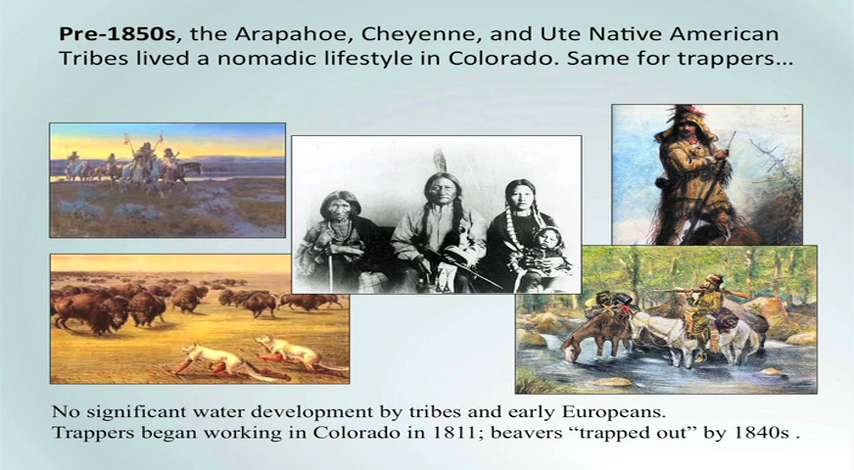 Pre-1850s, the Arapahoe, Cheyenne, and Ute Native American
Tribes lived a nomadic lifestyle in Colorado. Same for trappers...
No significant water development by tribes and early Europeans.
Trappers began working in Colorado in 1811; beavers “trapped out” by 1840s .